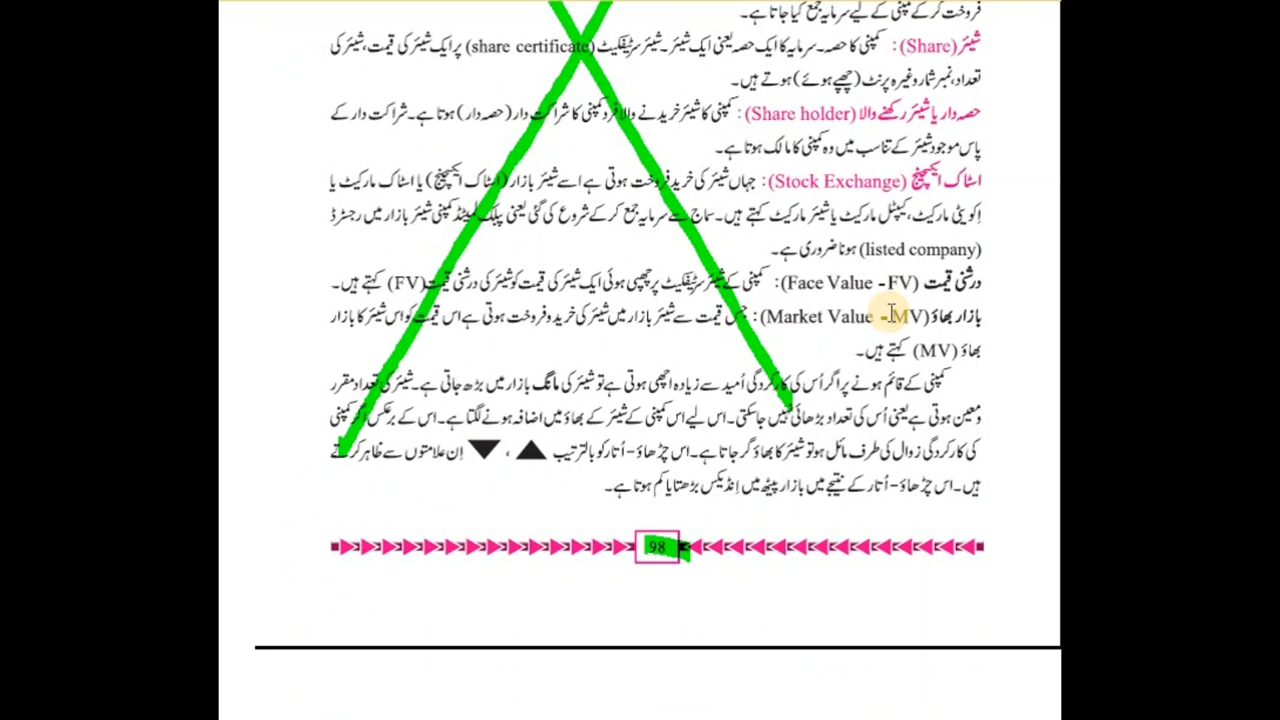 فروخت کرکے کمپنی کے لیے سرمایہ جمع کیا جاتا ہے۔
شیئر (Share) : کمپنی کا حصہ۔ سرمایہ کا ایک حصہ یعنی ایک شیئر۔ شیئر سرٹیفکیٹ (share certificate) پر ایک شیئر کی قیمت، شیئر کی
تعداد، نمبر شمار وغیرہ پرنٹ (چھپے ہوئے) ہوتے ہیں۔
حصہ دار یا شیئر رکھنے والا (Share holder) : کمپنی کا شیئر خریدنے والا فرد کمپنی کا شراکت دار (حصہ دار) ہوتا ہے۔ شراکت دار کے
پاس موجود شیئر کے تناسب میں وہ کمپنی کا مالک ہوتا ہے۔
اسٹاک ایکسچینج (Stock Exchange) : جہاں شیئر کی خرید فروخت ہوتی ہے اسے شیئر بازار (اسٹاک ایکسچینج) یا اسٹاک مارکیٹ یا
اِکویٹی مارکیٹ، کیپٹل مارکیٹ یا شیئر مارکیٹ کہتے ہیں۔ سماج سے سرمایہ جمع کرکے شروع کی گئی یعنی پبلک لمیٹڈ کمپنی شیئر بازار میں رجسٹرڈ
(listed company) ہونا ضروری ہے۔
درشنی قیمت (Face Value - FV) : کمپنی کے شیئر سرٹیفکیٹ پر چھپی ہوئی ایک شیئر کی قیمت کو شیئر کی درشنی قیمت (FV) کہتے ہیں۔
بازار بھاؤ (Market Value - MV) : جس قیمت سے شیئر بازار میں شیئر کی خرید و فروخت ہوتی ہے اس قیمت کو اس شیئر کا بازار
بھاؤ (MV) کہتے ہیں۔
کمپنی کے قائم ہونے پر اگر اُس کی کارکردگی اُمید سے زیادہ اچھی ہوتی ہے تو شیئر کی مانگ بازار میں بڑھ جاتی ہے۔ شیئر کی تعداد مقرر
و معین ہوتی ہے یعنی اُس کی تعداد بڑھائی نہیں جاسکتی۔ اس لیے اس کمپنی کے شیئر کے بھاؤ میں اضافہ ہونے لگتا ہے۔ اس کے برعکس اگر کمپنی
کی کارکردگی زوال کی طرف مائل ہو تو شیئر کا بھاؤ گر جاتا ہے۔ اس چڑھاؤ-اُتار کو بالترتیب ▲ ، ▼ اِن علامتوں سے ظاہر کرتے
ہیں۔ اس چڑھاؤ-اُتار کے نتیجے میں بازار پیٹھ میں اِنڈیکس بڑھتا یا کم ہوتا ہے۔
98